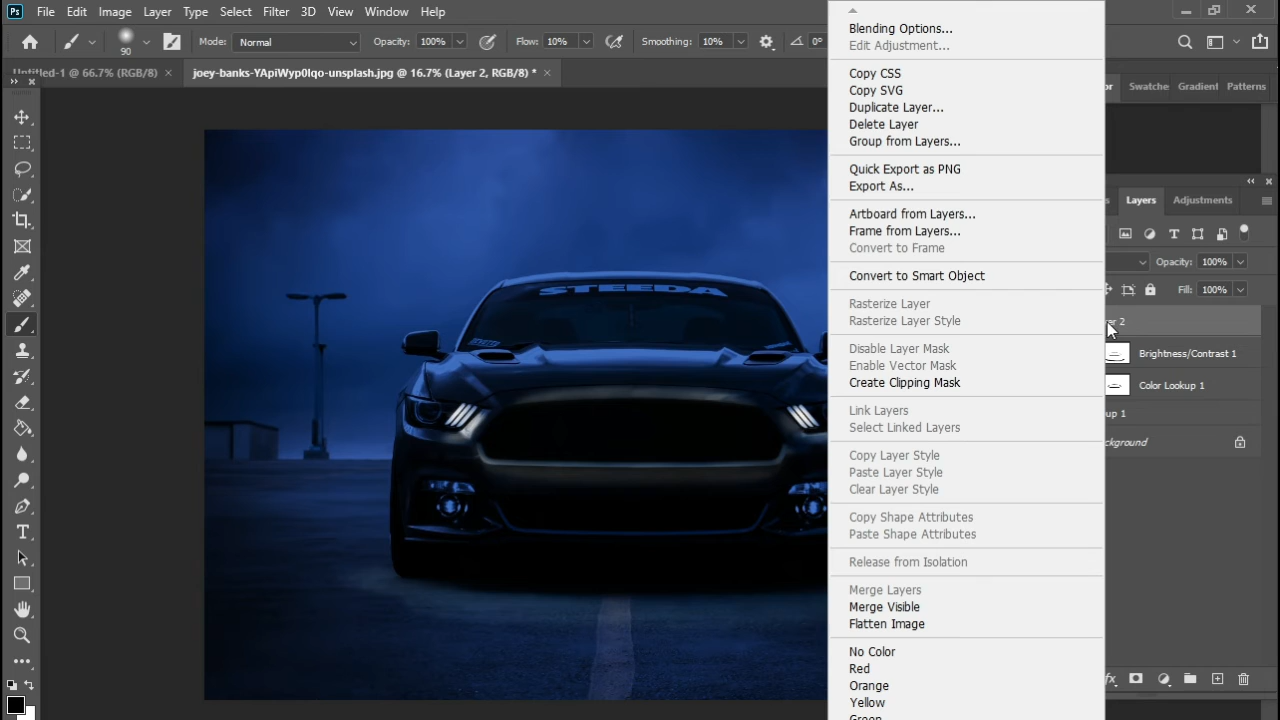 Ps File Edit Image Layer Type Select Filter 3D View Window Help
90 Mode: Normal Opacity: 100% Flow: 10% Smoothing: 10% 0°
Untitled-1 @ 66.7% (RGB/8) × joey-banks-YApiWyp0lqo-unsplash.jpg @ 16.7% (Layer 2, RGB/8) * ×
or Swatche Gradient Patterns
s Layers Adjustments
Opacity: 100%
Fill: 100%
er 2
Brightness/Contrast 1
Color Lookup 1
up 1
ckground
Blending Options...
Edit Adjustment...
Copy CSS
Copy SVG
Duplicate Layer...
Delete Layer
Group from Layers...
Quick Export as PNG
Export As...
Artboard from Layers...
Frame from Layers...
Convert to Frame
Convert to Smart Object
Rasterize Layer
Rasterize Layer Style
Disable Layer Mask
Enable Vector Mask
Create Clipping Mask
Link Layers
Select Linked Layers
Copy Layer Style
Paste Layer Style
Clear Layer Style
Copy Shape Attributes
Paste Shape Attributes
Release from Isolation
Merge Layers
Merge Visible
Flatten Image
No Color
Red
Orange
Yellow
Green
STEEDA
fx